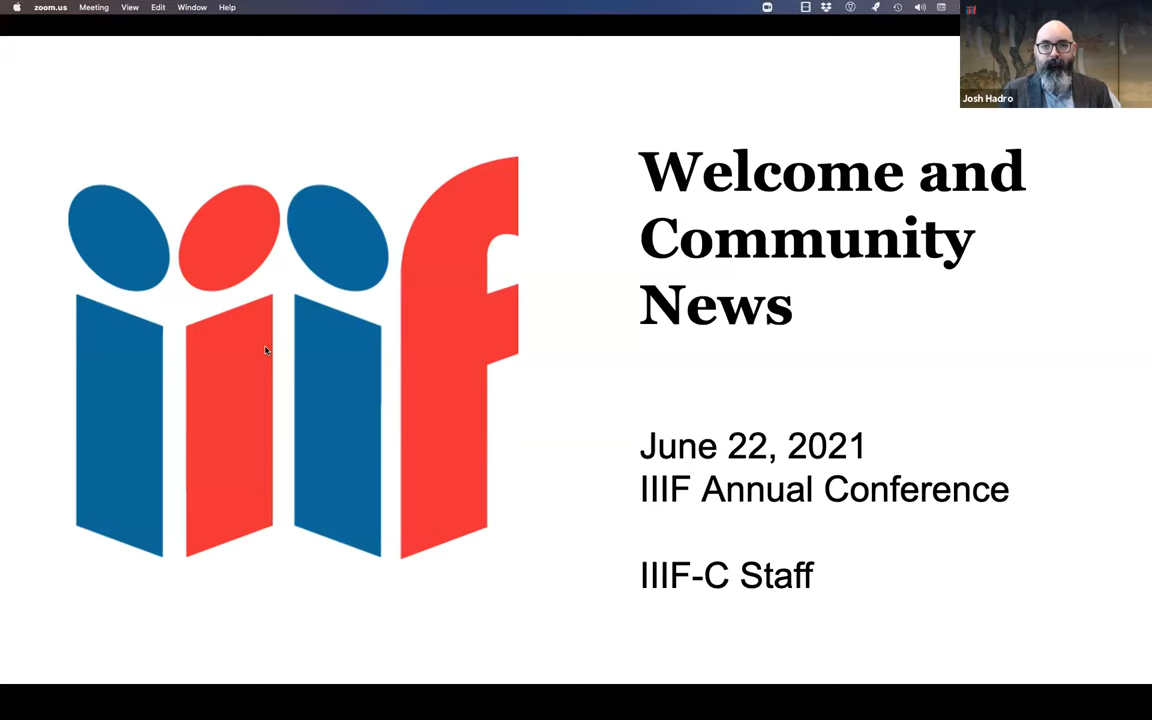 zoom.us Meeting View Edit Window Help
Josh Hadro
iiif
Welcome and
Community
News
June 22, 2021
IIIF Annual Conference
IIIF-C Staff